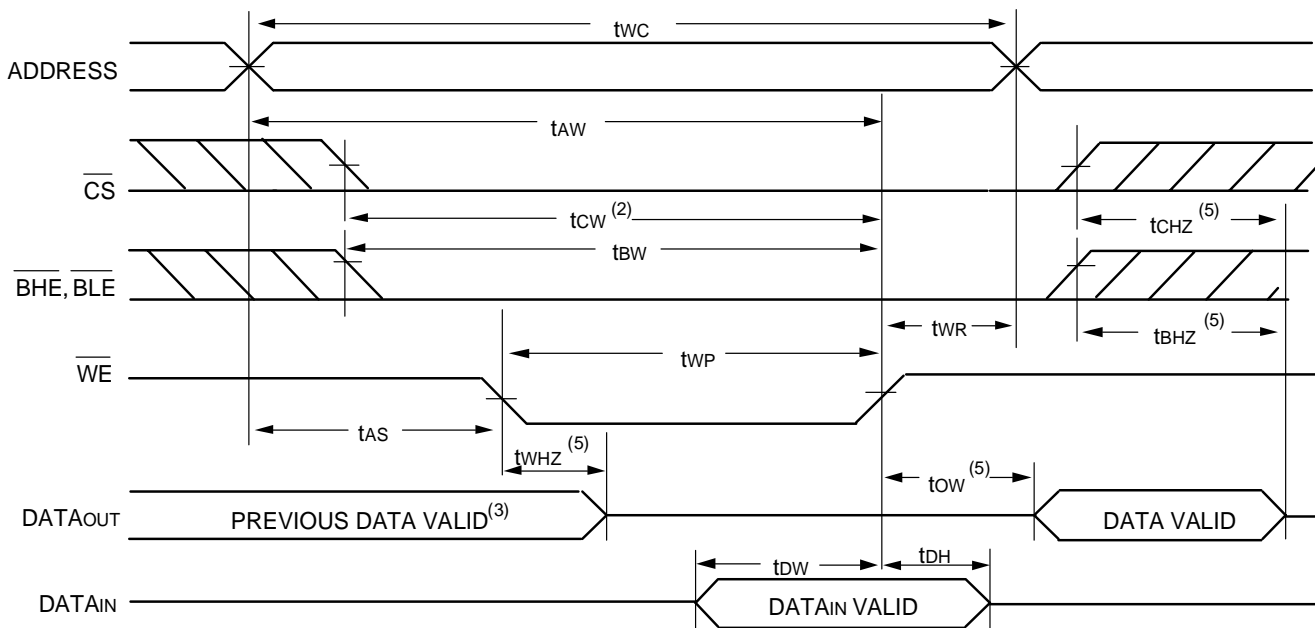 tWC
ADDRESS
tAW
CS
tCW (2)
tCHZ (5)
tBW
BHE, BLE
tWR
tBHZ (5)
tWP
WE
tAS
tWHZ (5)
tOW (5)
DATAOUT
PREVIOUS DATA VALID(3)
DATA VALID
tDW
tDH
DATAIN
DATAIN VALID